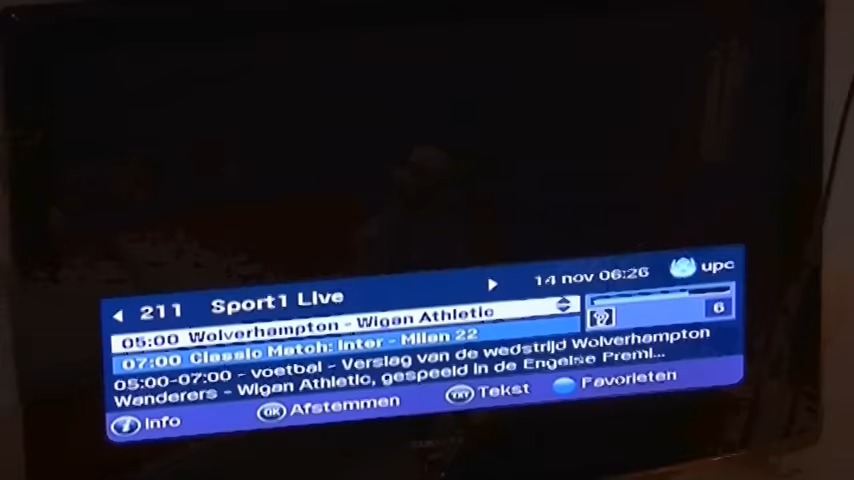 211 Sport1 Live 14 nov 06:26 upc
05:00 Wolverhampton - Wigan Athletic
07:00 Classic Match: Inter - Milan 22
6
05:00-07:00 - voetbal - Verslag van de wedstrijd Wolverhampton
Wanderers - Wigan Athletic, gespeeld in de Engelse Premi...
i Info OK Afstemmen TXT Tekst Favorieten